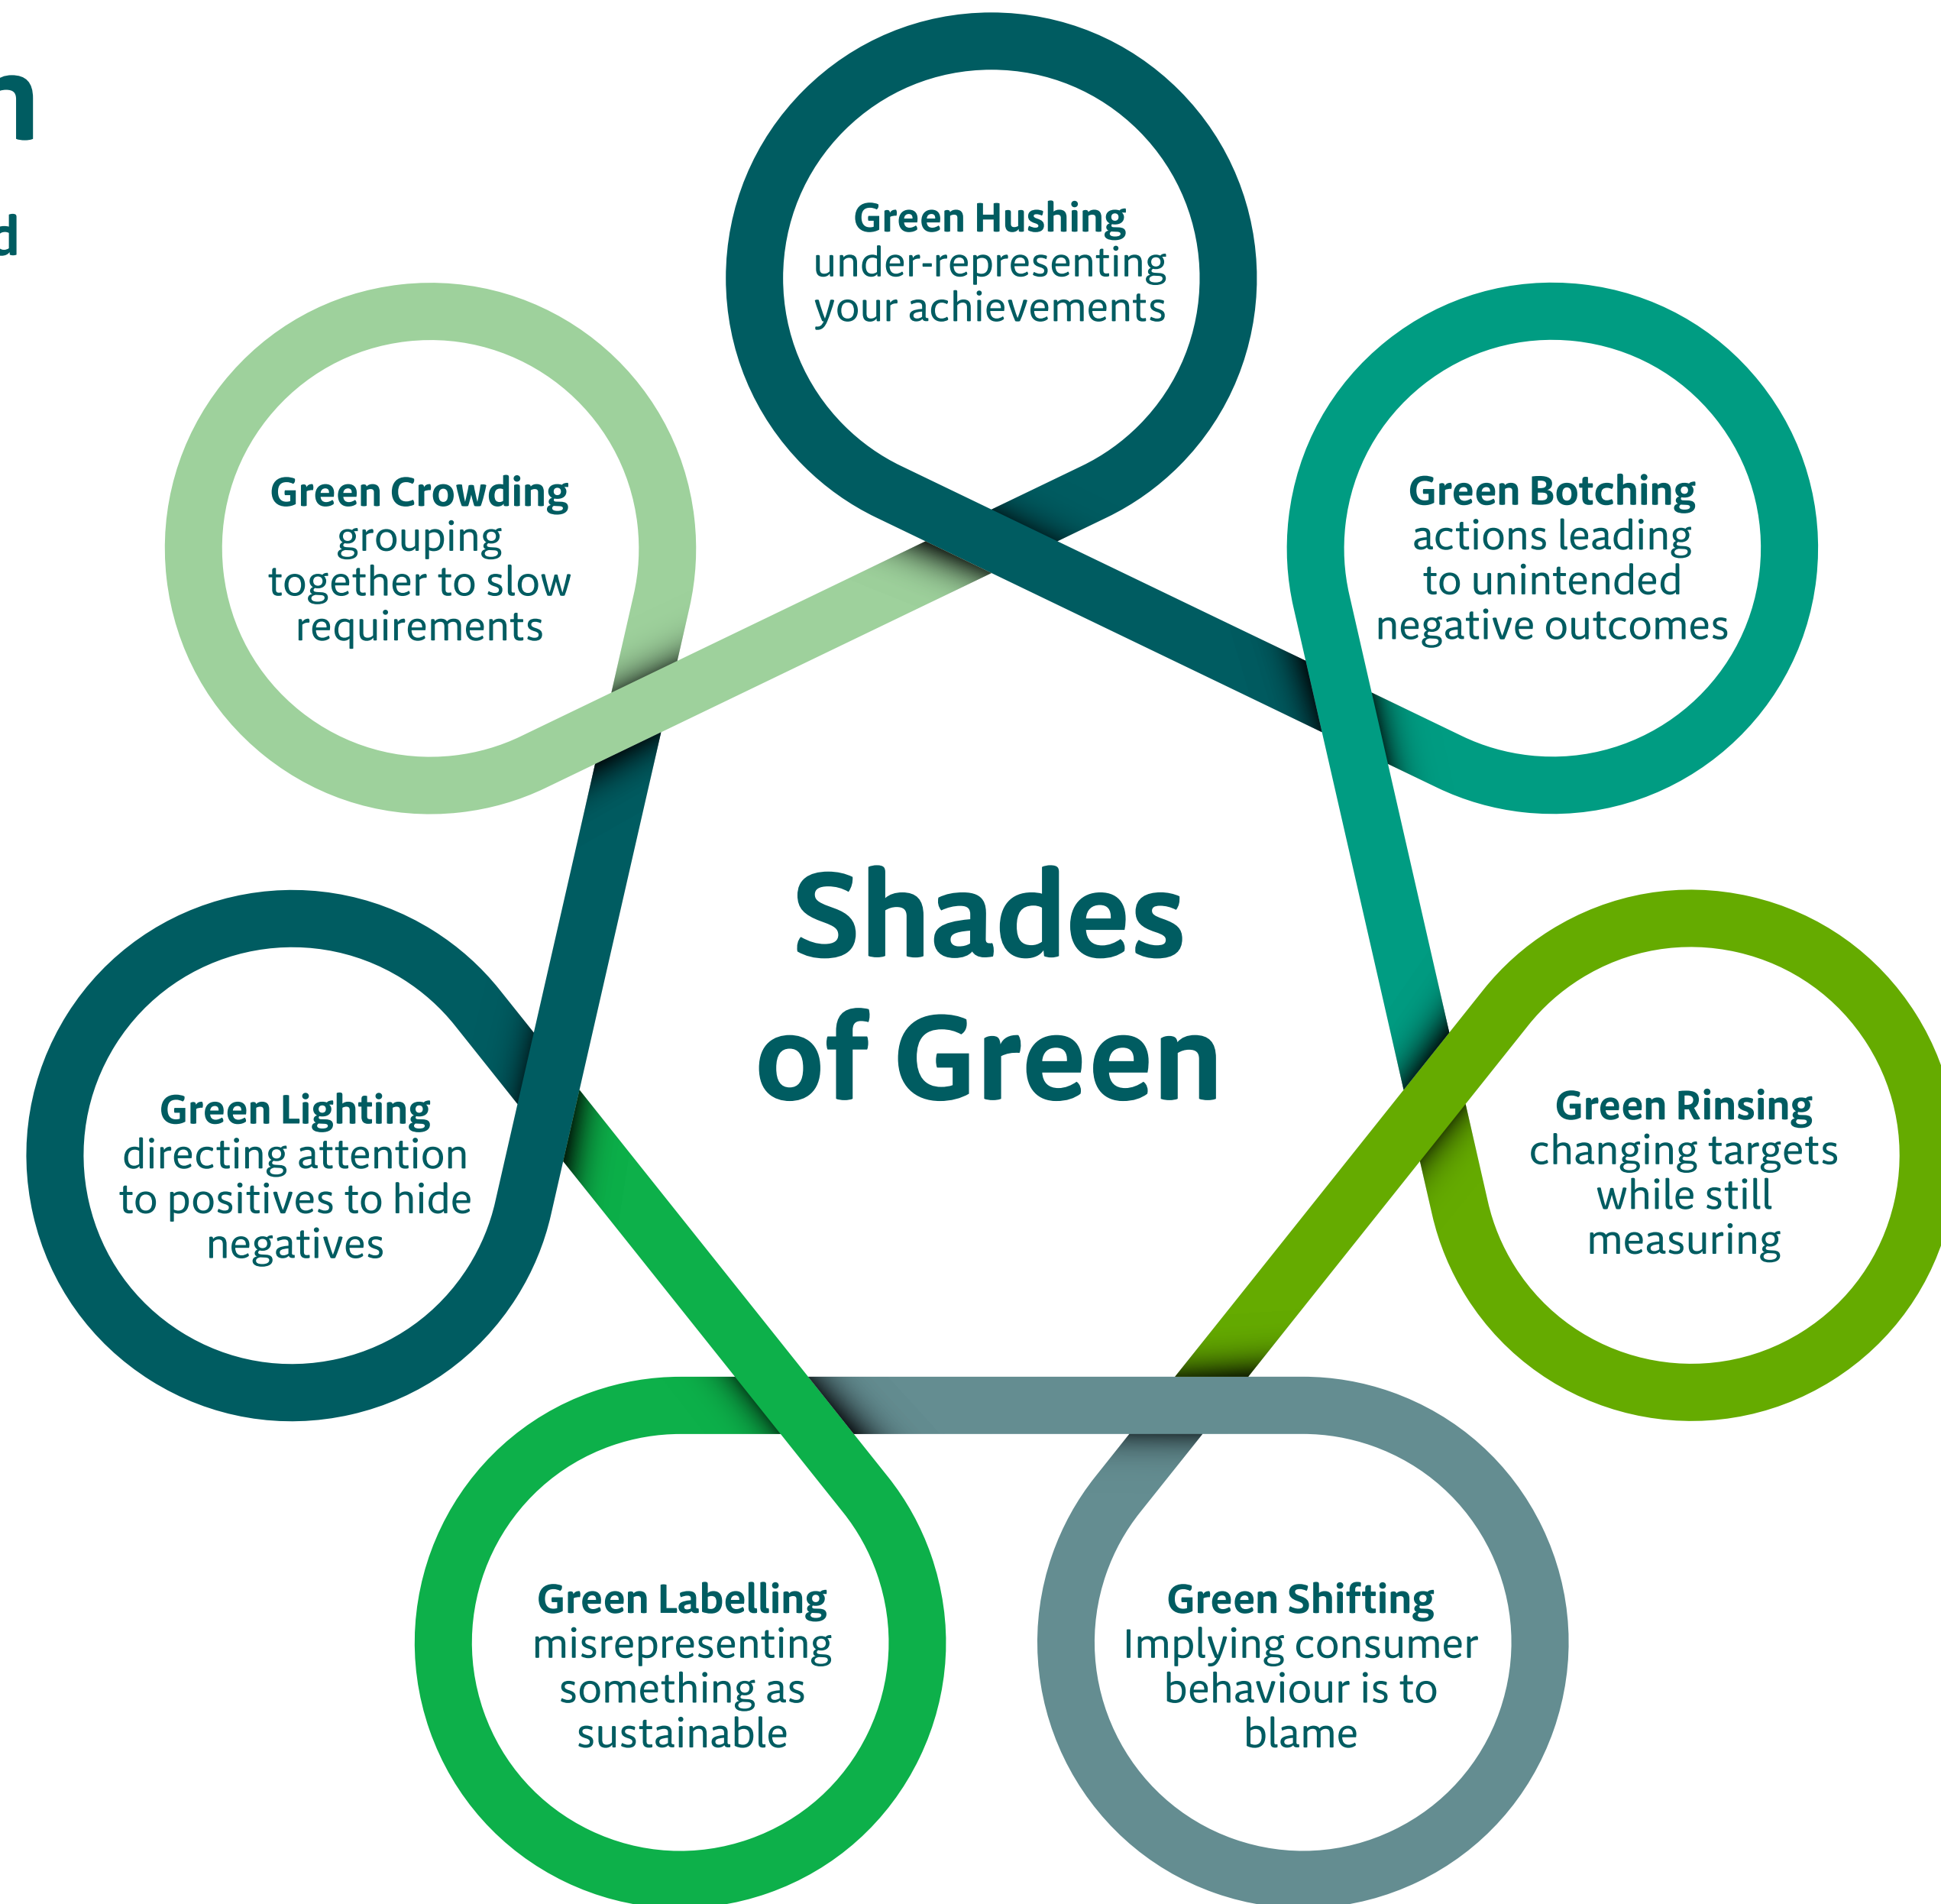 n
d
Green Hushing
under-representing
your achievements
Green Crowding
grouping
together to slow
requirements
Green Botching
actions leading
to unintended
negative outcomes
Shades
of Green
Green Lighting
directing attention
to positives to hide
negatives
Green Rinsing
changing targets
while still
measuring
Green Labelling
misrepresenting
something as
sustainable
Green Shifting
Implying consumer
behaviour is to
blame